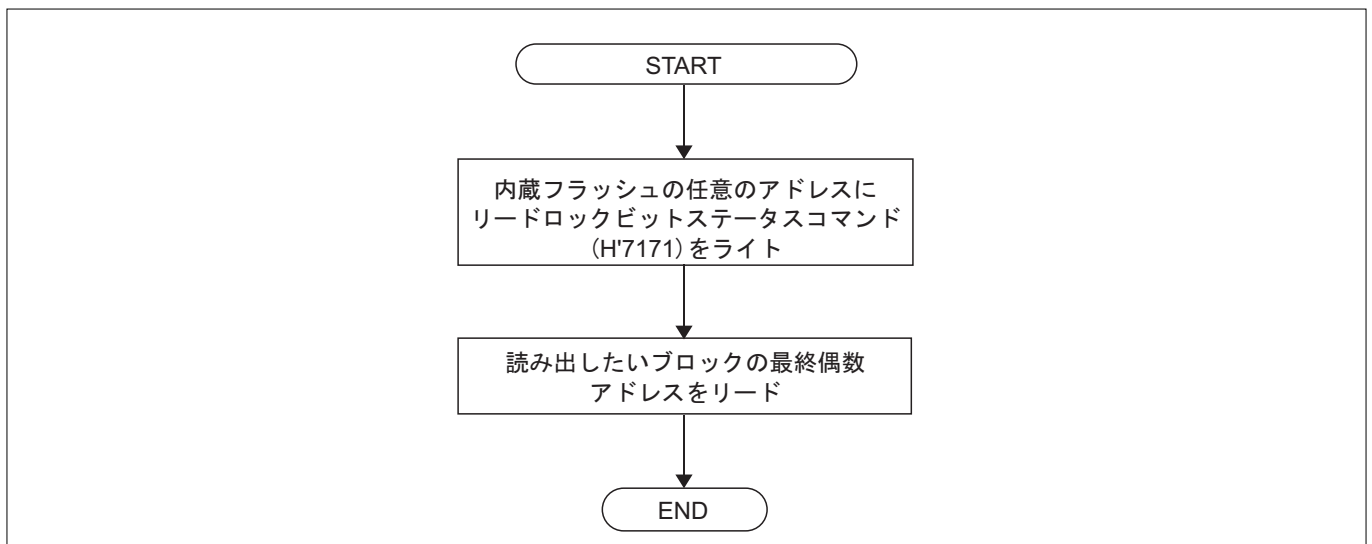 START
内蔵フラッシュの任意のアドレスに
リードロックビットステータスコマンド
(H'7171)をライト
読み出したいブロックの最終偶数
アドレスをリード
END